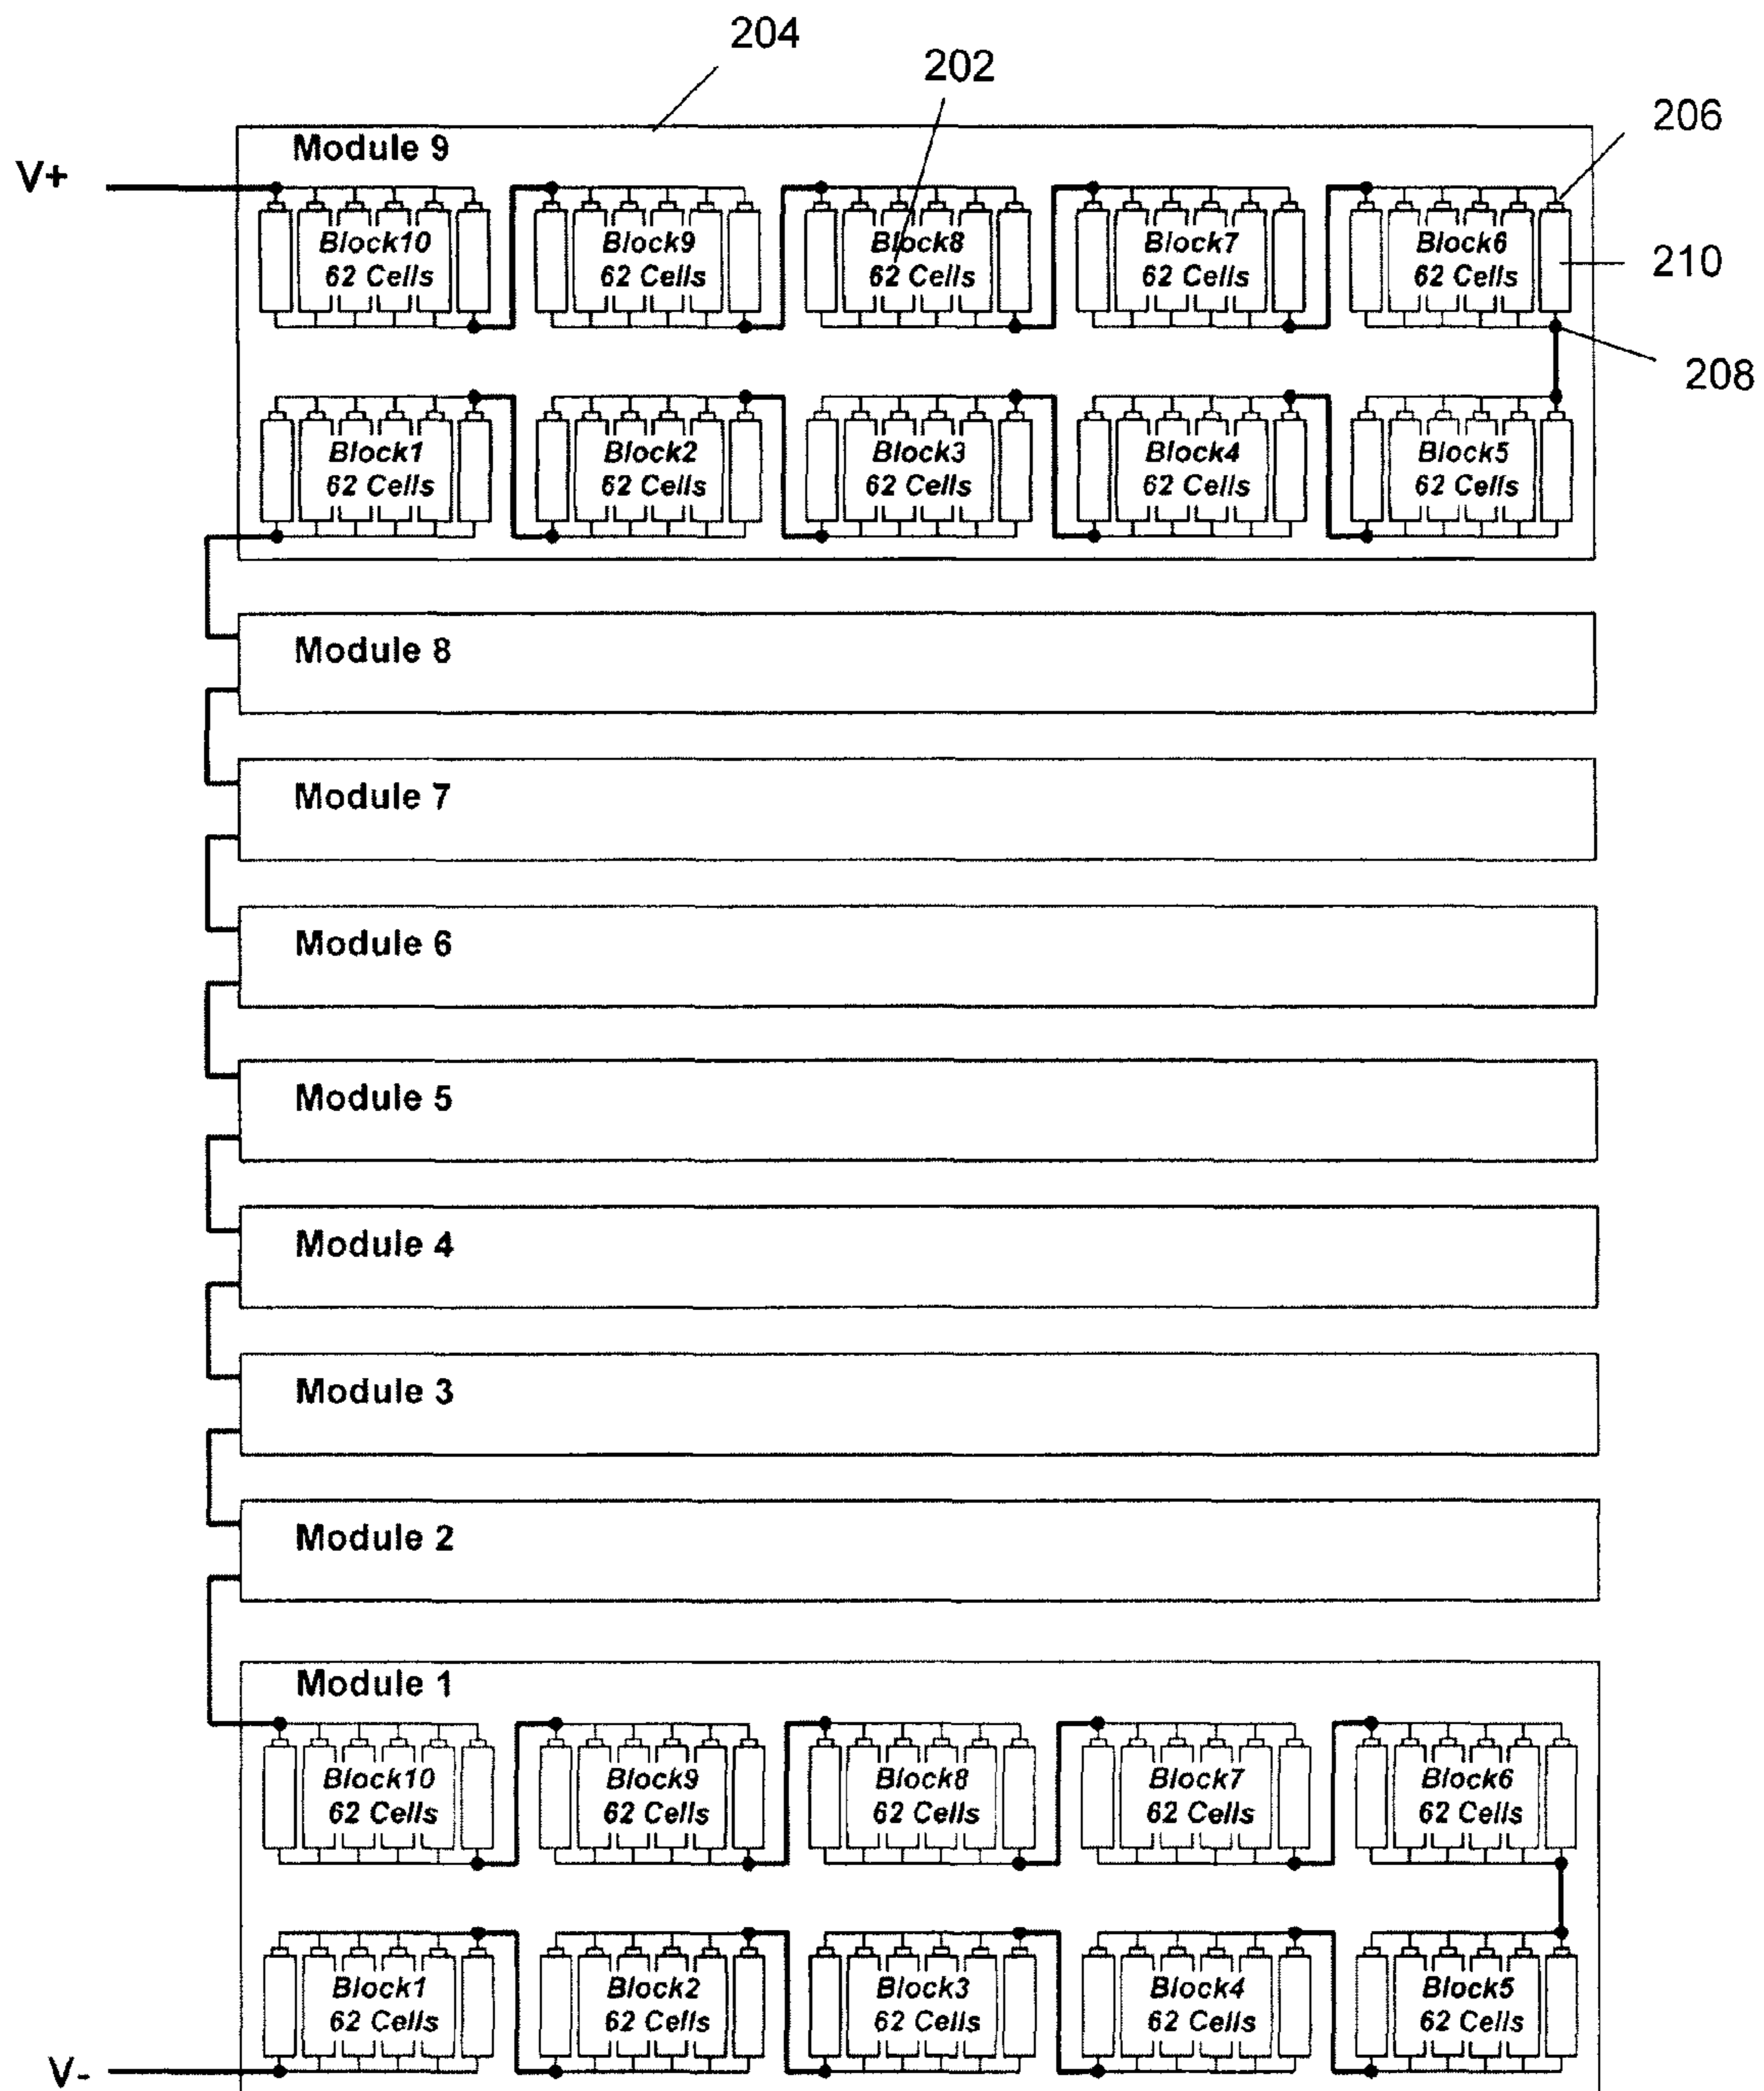 204
202
206
Module 9
V+
Block10 Block9 Block8 Block7 Block6
62 Cells 62 Cells 62 Cells 62 Cells 62 Cells
210
208
Block1 Block2 Block3 Block4 Block5
62 Cells 62 Cells 62 Cells 62 Cells 62 Cells
Module 8
Module 7
Module 6
Module 5
Module 4
Module 3
Module 2
Module 1
Block10 Block9 Block8 Block7 Block6
62 Cells 62 Cells 62 Cells 62 Cells 62 Cells
Block1 Block2 Block3 Block4 Block5
62 Cells 62 Cells 62 Cells 62 Cells 62 Cells
V-